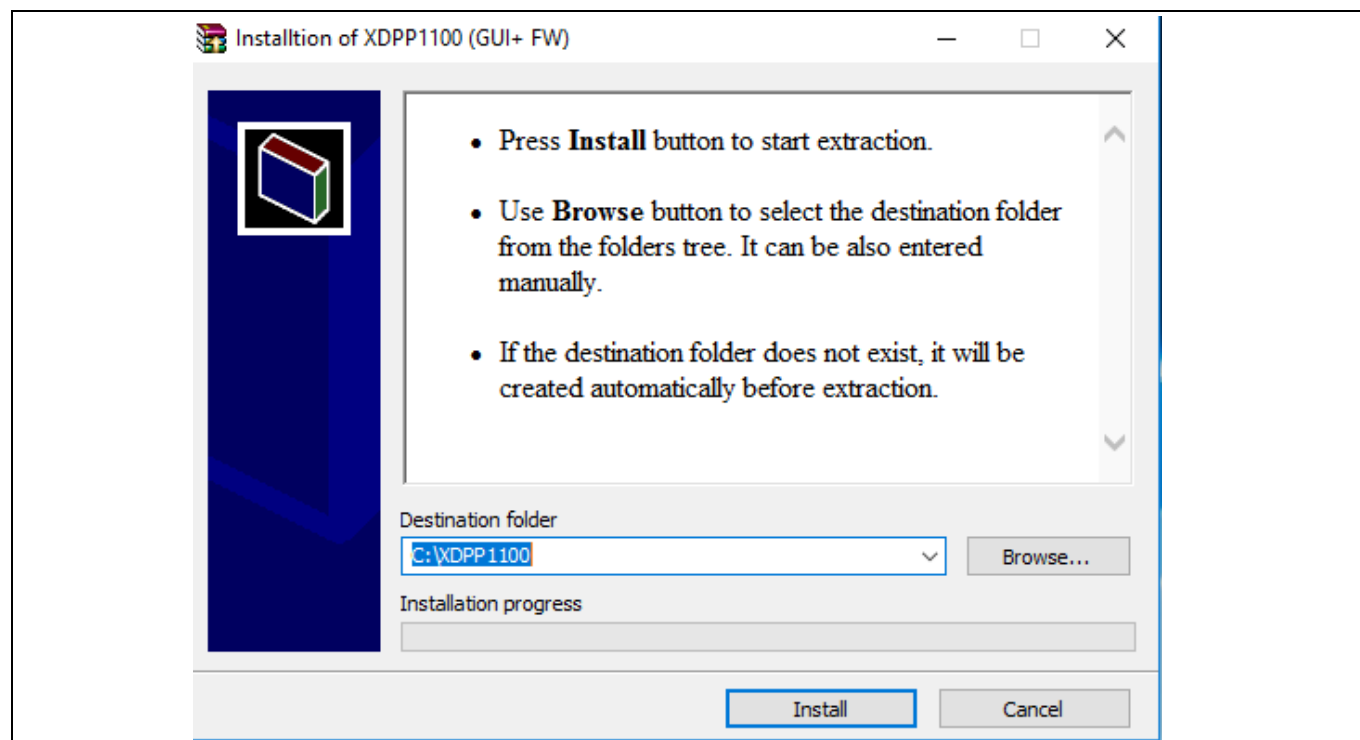 Installtion of XDPP1100 (GUI+ FW)
• Press Install button to start extraction.
• Use Browse button to select the destination folder
from the folders tree. It can be also entered
manually.
• If the destination folder does not exist, it will be
created automatically before extraction.
Destination folder
C:\XDPP1100
Browse...
Installation progress
Install
Cancel